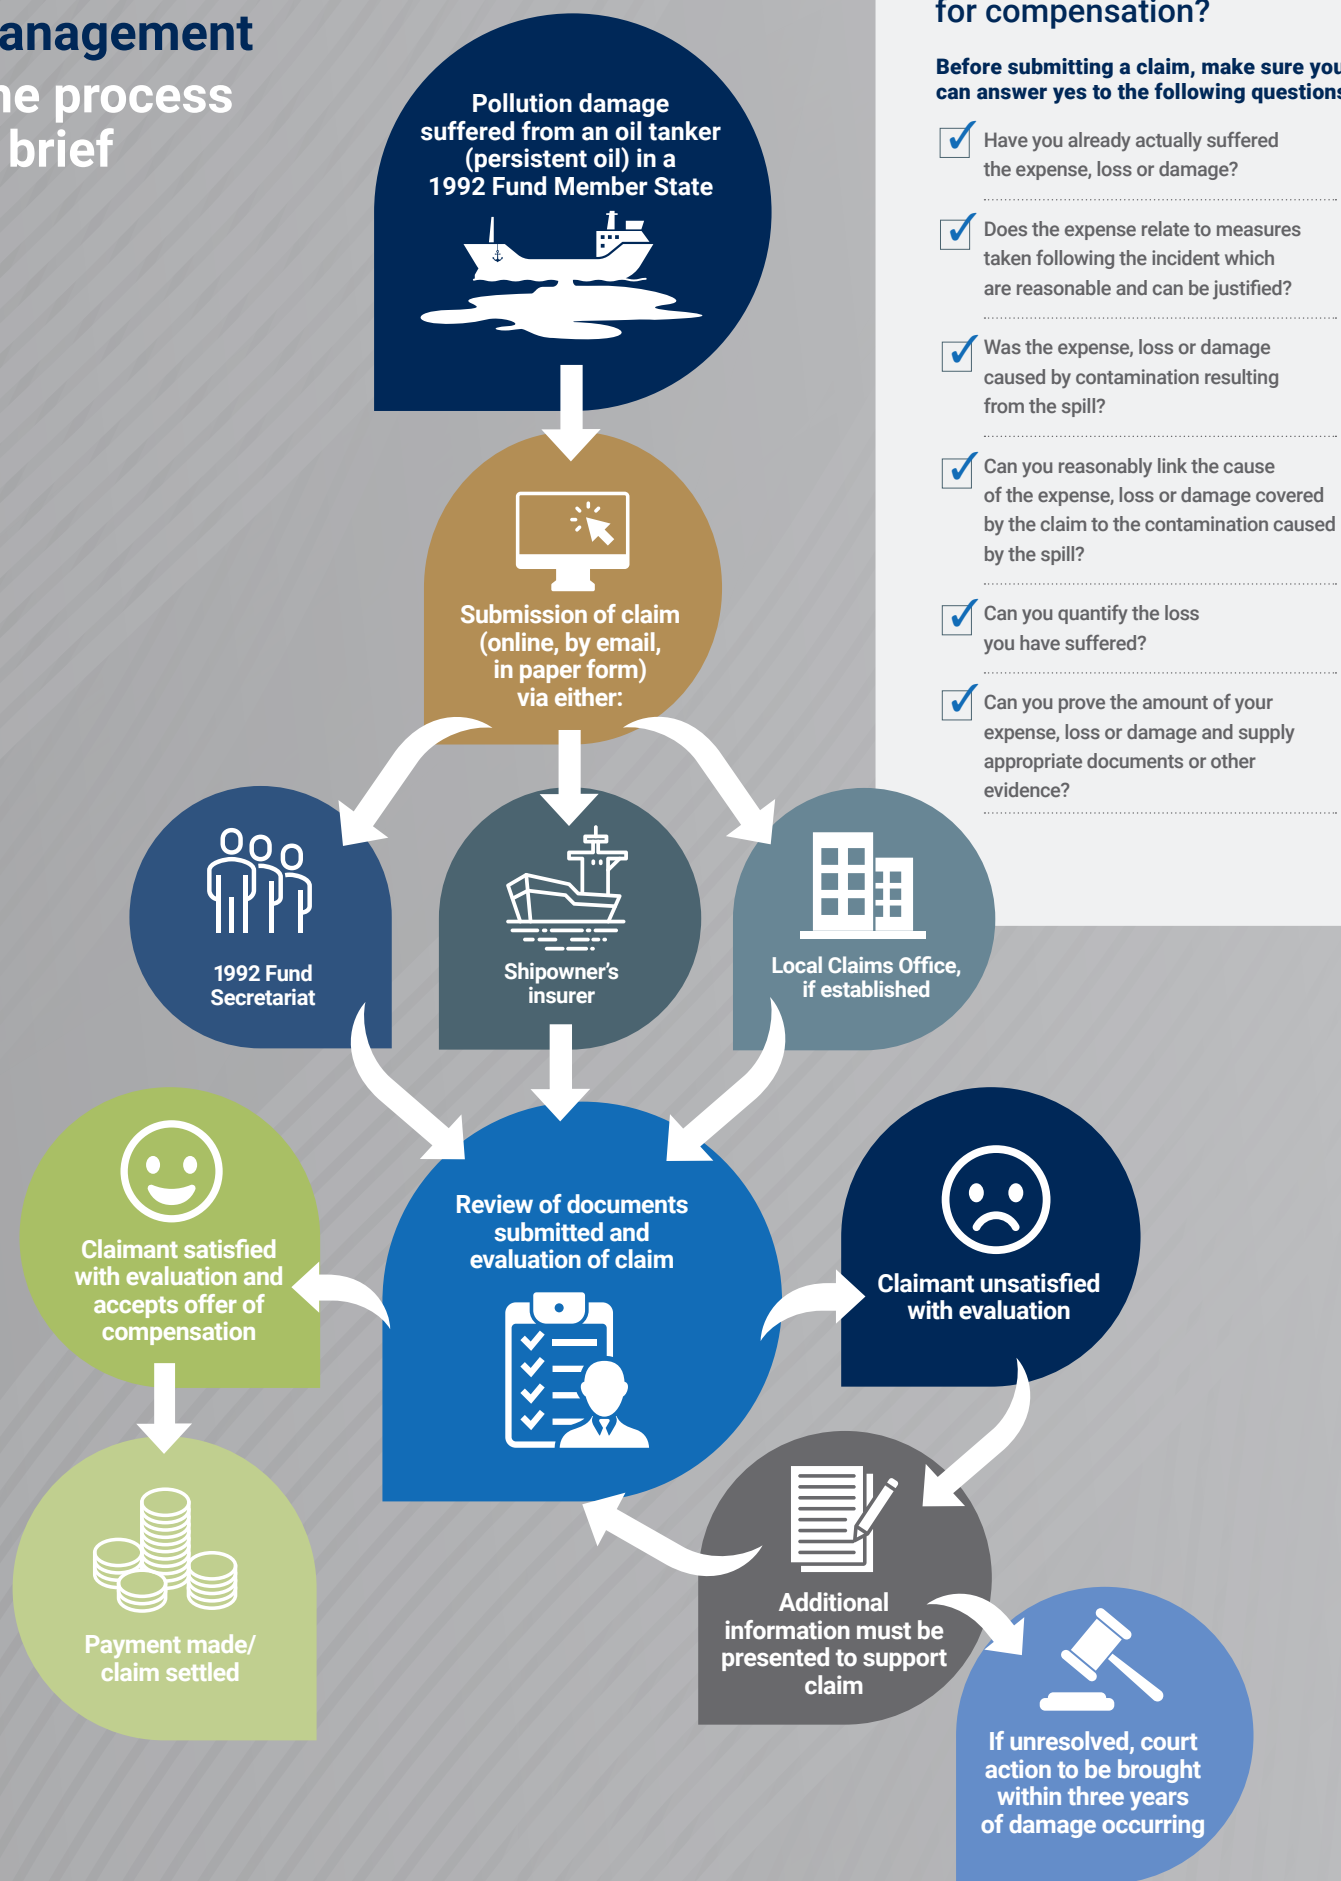 anagement
ne process
brief
for compensation?
Before submitting a claim, make sure you
can answer yes to the following questions
Have you already actually suffered
the expense, loss or damage?
Does the expense relate to measures
taken following the incident which
are reasonable and can be justified?
Was the expense, loss or damage
caused by contamination resulting
from the spill?
Can you reasonably link the cause
of the expense, loss or damage covered
by the claim to the contamination caused
by the spill?
Can you quantify the loss
you have suffered?
Can you prove the amount of your
expense, loss or damage and supply
appropriate documents or other
evidence?
Pollution damage
suffered from an oil tanker
(persistent oil) in a
1992 Fund Member State
Submission of claim
(online, by email,
in paper form)
via either:
1992 Fund
Secretariat
Shipowner's
insurer
Local Claims Office,
if established
Review of documents
submitted and
evaluation of claim
Claimant satisfied
with evaluation and
accepts offer of
compensation
Payment made/
claim settled
Claimant unsatisfied
with evaluation
Additional
information must be
presented to support
claim
If unresolved, court
action to be brought
within three years
of damage occurring